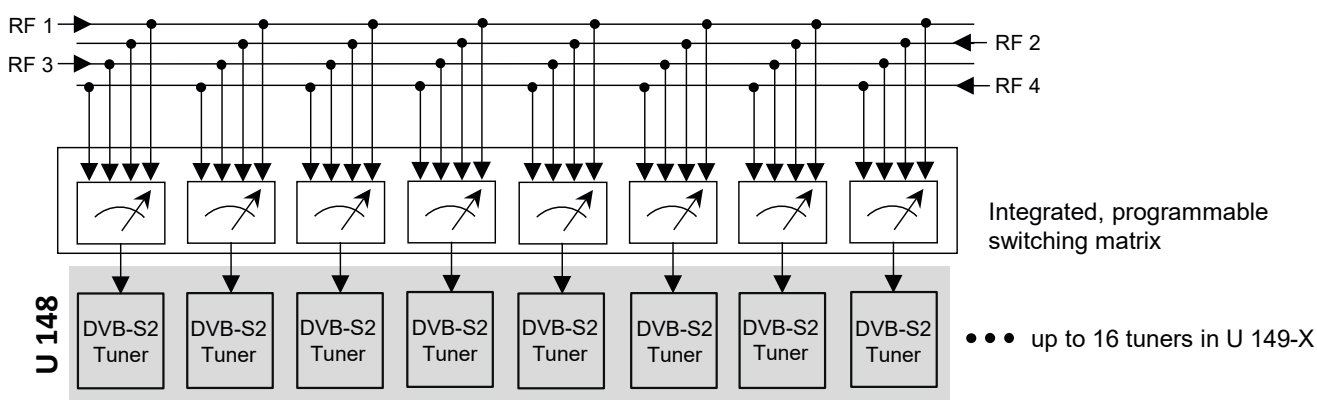 RF 1
RF 2
RF 3
RF 4
Integrated, programmable
switching matrix
U 148
DVB-S2
Tuner
DVB-S2
Tuner
DVB-S2
Tuner
DVB-S2
Tuner
DVB-S2
Tuner
DVB-S2
Tuner
DVB-S2
Tuner
DVB-S2
Tuner
••• up to 16 tuners in U 149-X